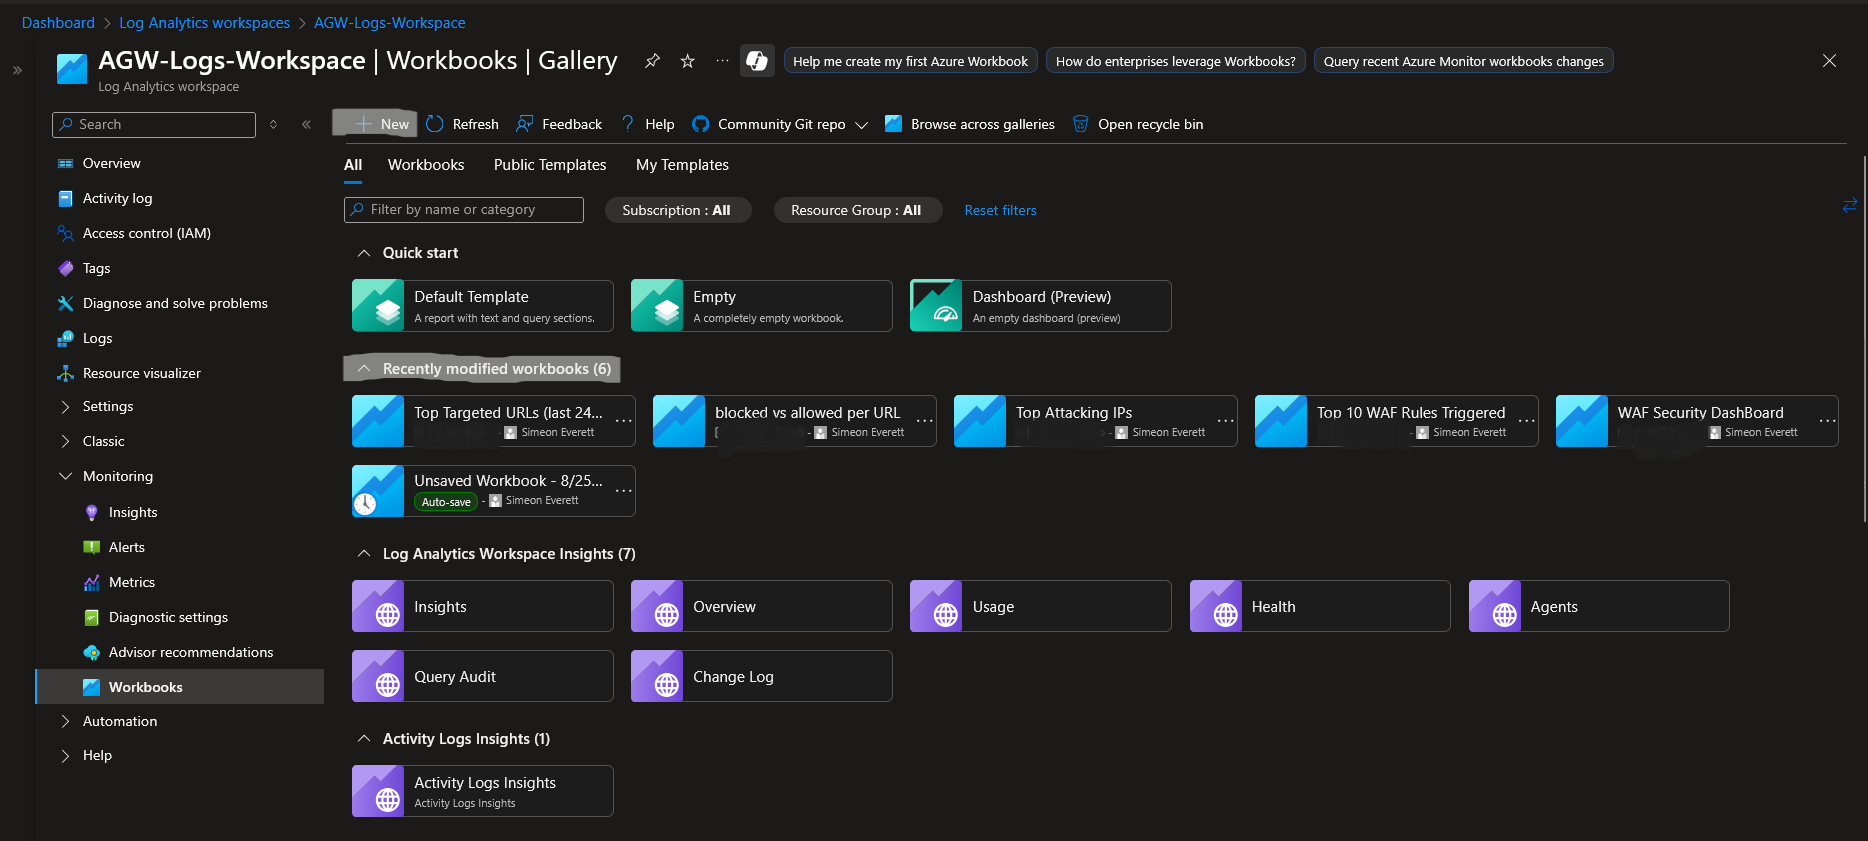 Dashboard > Log Analytics workspaces > AGW-Logs-Workspace
AGW-Logs-Workspace | Workbooks | Gallery
Help me create my first Azure Workbook
How do enterprises leverage Workbooks?
Query recent Azure Monitor workbooks changes
Log Analytics workspace
Search
Overview
Activity log
Access control (IAM)
Tags
Diagnose and solve problems
Logs
Resource visualizer
Settings
Classic
Monitoring
Insights
Alerts
Metrics
Diagnostic settings
Advisor recommendations
Workbooks
Automation
Help
New
Refresh
Feedback
Help
Community Git repo
Browse across galleries
Open recycle bin
All
Workbooks
Public Templates
My Templates
Filter by name or category
Subscription : All
Resource Group : All
Reset filters
Quick start
Default Template
A report with text and query sections.
Empty
A completely empty workbook.
Dashboard (Preview)
An empty dashboard (preview)
Recently modified workbooks (6)
Top Targeted URLs (last 24...
- Simeon Everett
blocked vs allowed per URL
- Simeon Everett
Top Attacking IPs
- Simeon Everett
Top 10 WAF Rules Triggered
- Simeon Everett
WAF Security DashBoard
Simeon Everett
Unsaved Workbook - 8/25...
Auto-save - Simeon Everett
Log Analytics Workspace Insights (7)
Insights
Overview
Usage
Health
Agents
Query Audit
Change Log
Activity Logs Insights (1)
Activity Logs Insights
Activity Logs Insights